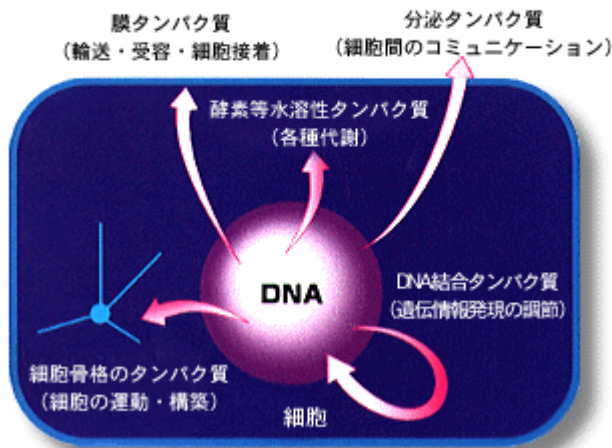 膜タンパク質
（輸送・受容・細胞接着）
分泌タンパク質
（細胞間のコミュニケーション）
酵素等水溶性タンパク質
（各種代謝）
DNA
DNA結合タンパク質
（遺伝情報発現の調節）
細胞骨格のタンパク質
（細胞の運動・構築）
細胞